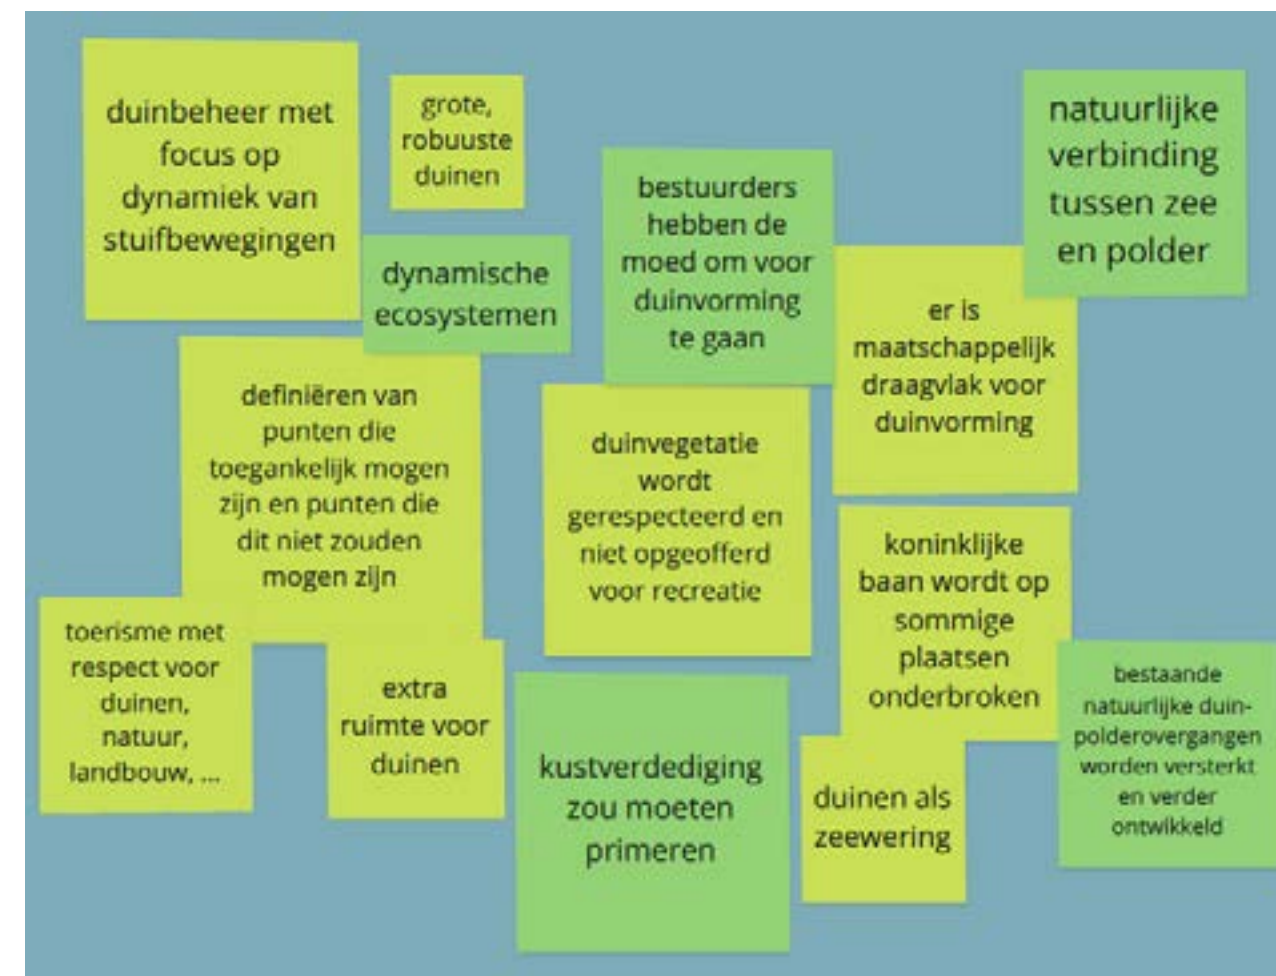 duinbeheer met
focus op
dynamiek van
stuifbewegingen
grote,
robuuste
duinen
dynamische
ecosystemen
bestuurders
hebben de
moed om voor
duinvorming
te gaan
natuurlijke
verbinding
tussen zee
en polder
er is
maatschappelijk
draagvlak voor
duinvorming
definiëren van
punten die
toegankelijk mogen
zijn en punten die
dit niet zouden
mogen zijn
duinvegetatie
wordt
gerespecteerd en
niet opgeofferd
voor recreatie
koninklijke
baan wordt op
sommige
plaatsen
onderbroken
toerisme met
respect voor
duinen,
natuur,
landbouw, ...
extra
ruimte voor
duinen
kustverdediging
zou moeten
primeren
duinen als
zeewering
bestaande
natuurlijke duin-
polderovergangen
worden versterkt
en verder
ontwikkeld